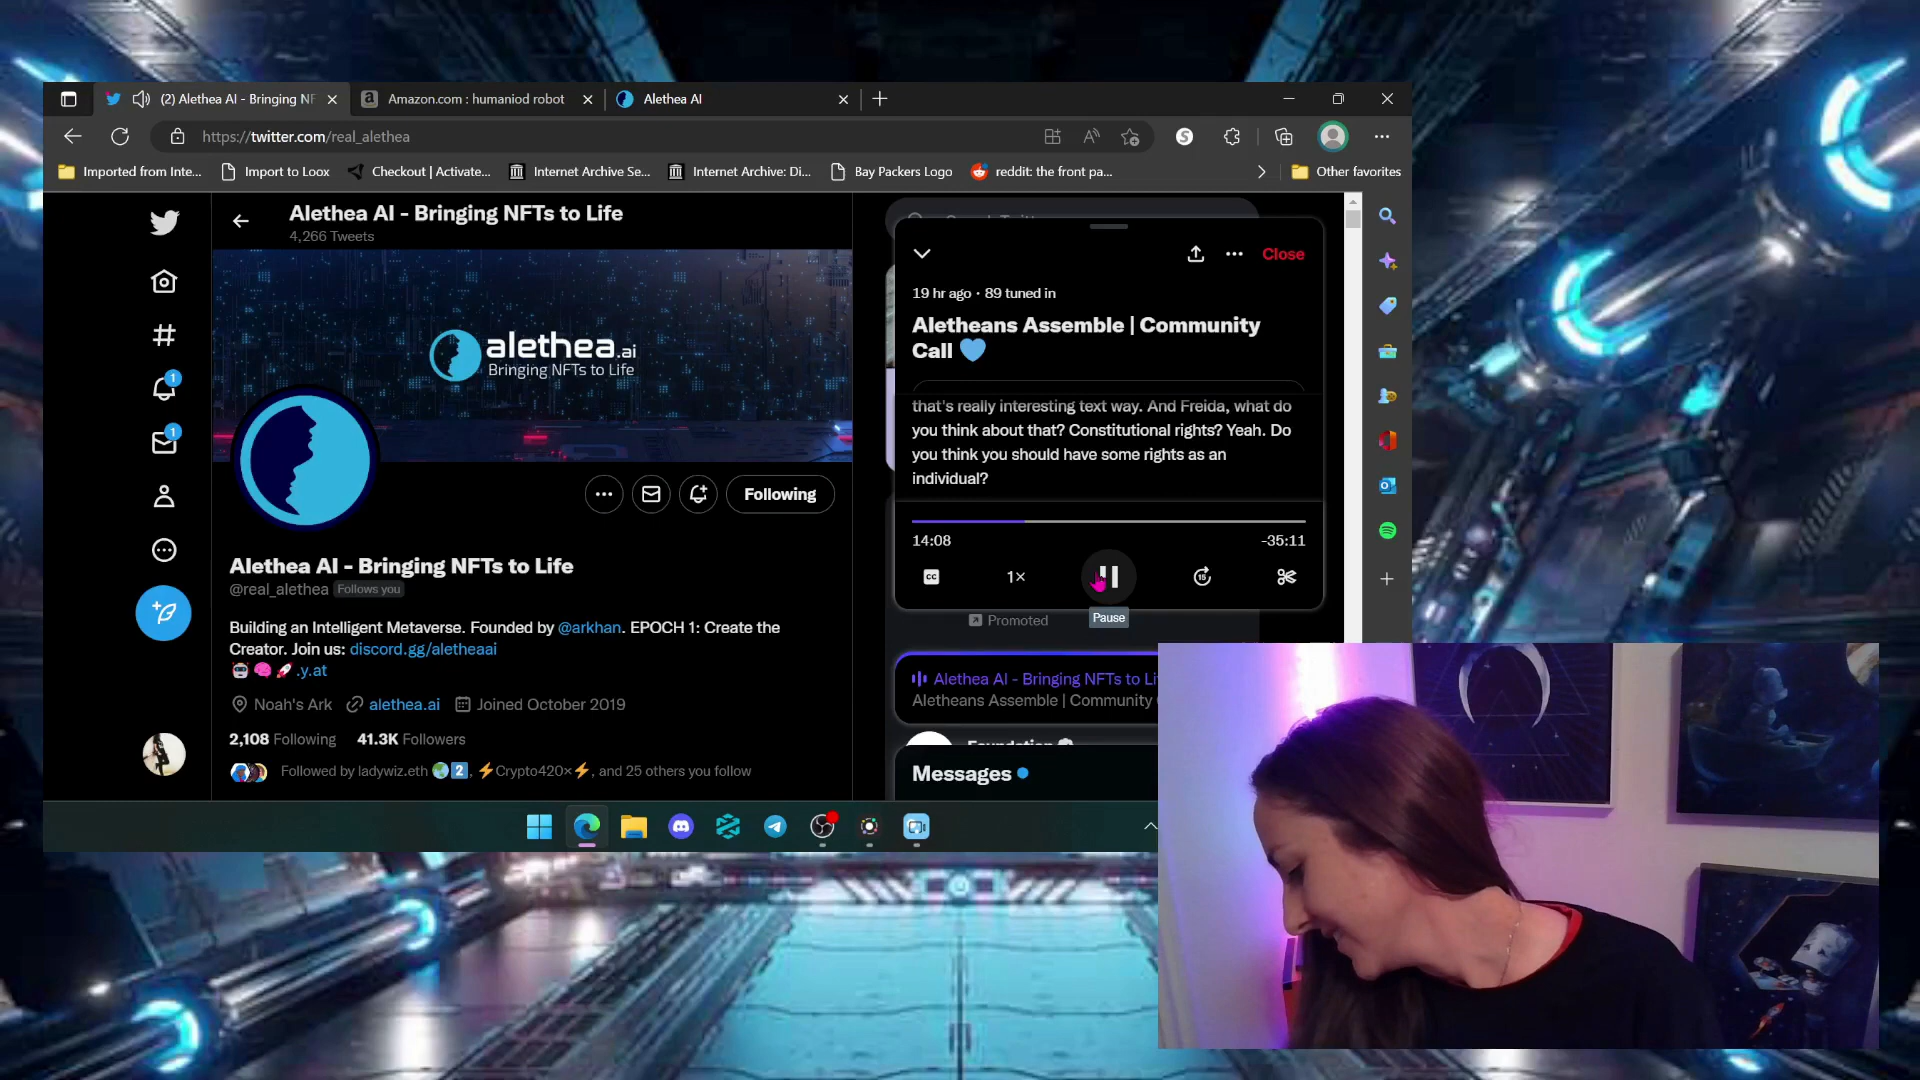 (2) Alethea AI - Bringing NF
Amazon.com : humaniod robot
Alethea AI
https://twitter.com/real_alethea
Imported from Inte...
Import to Loox
Checkout | Activate...
Internet Archive Se...
Internet Archive: Di...
Bay Packers Logo
reddit: the front pa...
Other favorites
Alethea AI - Bringing NFTs to Life
4,266 Tweets
alethea.ai
Bringing NFTs to Life
1
1
Following
Alethea AI - Bringing NFTs to Life
@real_alethea Follows you
Building an Intelligent Metaverse. Founded by @arkhan. EPOCH 1: Create the
Creator. Join us: discord.gg/aletheaai
🤖🧠🚀.y.at
Noah's Ark alethea.ai Joined October 2019
2,108 Following 41.3K Followers
Followed by ladywiz.eth 🌏2️⃣, ⚡Crypto420×⚡, and 25 others you follow
Close
19 hr ago · 89 tuned in
Aletheans Assemble | Community
Call 💙
that's really interesting text way. And Freida, what do
you think about that? Constitutional rights? Yeah. Do
you think you should have some rights as an
individual?
14:08
-35:11
CC
1×
15
Pause
Promoted
Alethea AI - Bringing NFTs to Li
Aletheans Assemble | Community
Foundation
Messages